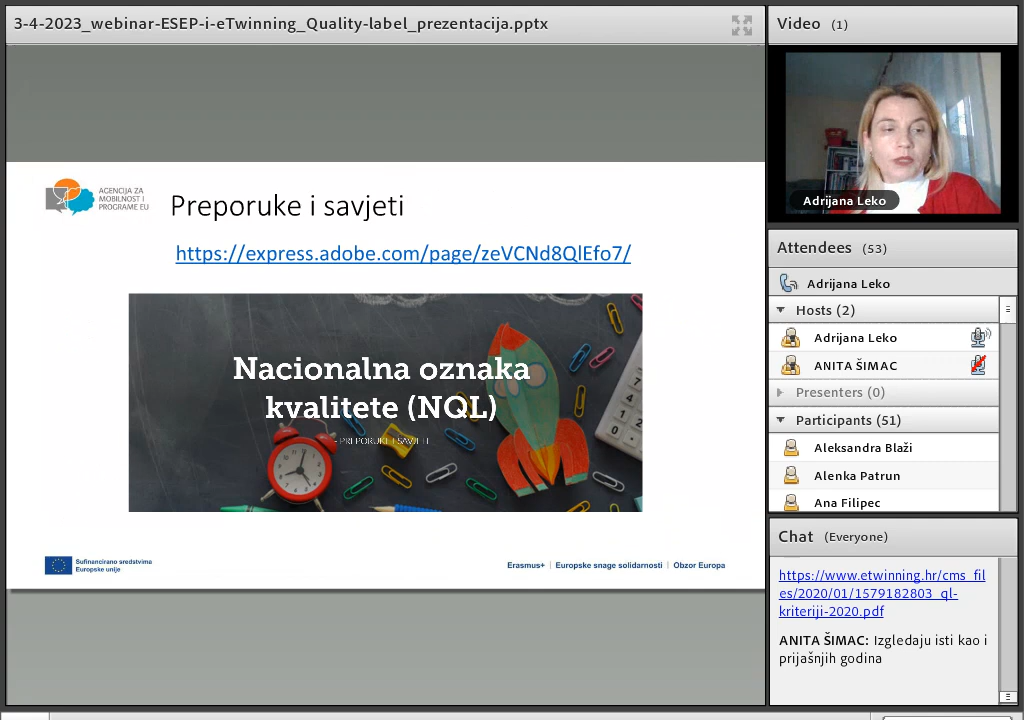 3-4-2023_webinar-ESEP-i-eTwinning_Quality-label_prezentacija.pptx
AGENCIJA ZA
MOBILNOST I
PROGRAME EU
Preporuke i savjeti
https://express.adobe.com/page/zeVCNd8QlEfo7/
Nacionalna oznaka
kvalitete (NQL)
- PREPORUKE I SAVJETI
Sufinancirano sredstvima
Europske unije
Erasmus+ | Europske snage solidarnosti | Obzor Europa
Video (1)
Adrijana Leko
Attendees (53)
Adrijana Leko
Hosts (2)
Adrijana Leko
ANITA ŠIMAC
Presenters (0)
Participants (51)
Aleksandra Blaži
Alenka Patrun
Ana Filipec
Chat (Everyone)
https://www.etwinning.hr/cms_fil
es/2020/01/1579182803_ql-
kriteriji-2020.pdf
ANITA ŠIMAC: Izgledaju isti kao i
prijašnjih godina